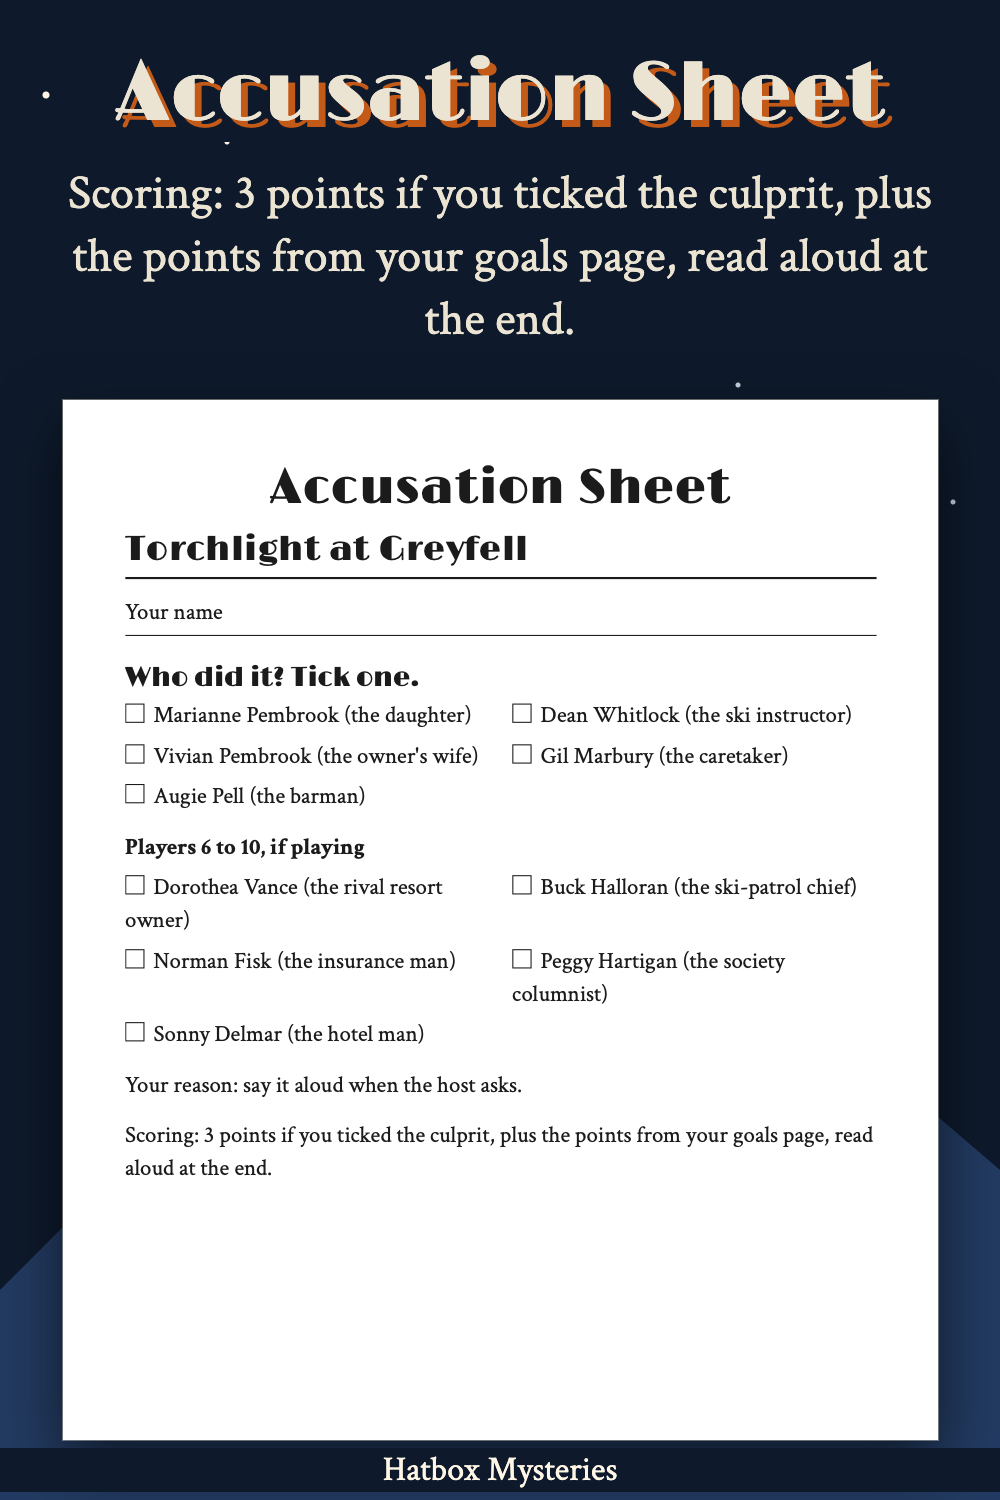 Accusation Sheet
Scoring: 3 points if you ticked the culprit, plus
the points from your goals page, read aloud at
the end.
Accusation Sheet
Torchlight at Greyfell
Your name
Who did it? Tick one.
☐ Marianne Pembrook (the daughter)
☐ Dean Whitlock (the ski instructor)
☐ Vivian Pembrook (the owner's wife)
☐ Gil Marbury (the caretaker)
☐ Augie Pell (the barman)
Players 6 to 10, if playing
☐ Dorothea Vance (the rival resort
owner)
☐ Buck Halloran (the ski-patrol chief)
☐ Norman Fisk (the insurance man)
☐ Peggy Hartigan (the society
columnist)
☐ Sonny Delmar (the hotel man)
Your reason: say it aloud when the host asks.
Scoring: 3 points if you ticked the culprit, plus the points from your goals page, read
aloud at the end.
Hatbox Mysteries